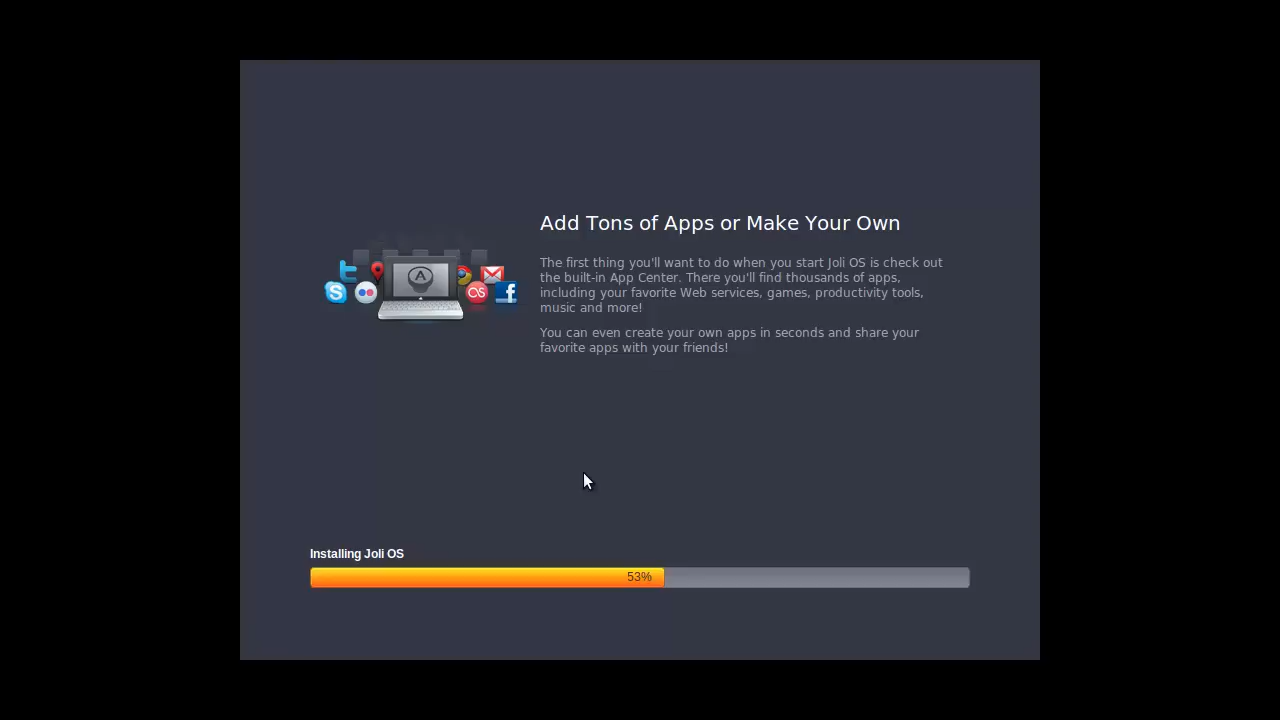 Add Tons of Apps or Make Your Own
The first thing you'll want to do when you start Joli OS is check out
the built-in App Center. There you'll find thousands of apps,
including your favorite Web services, games, productivity tools,
music and more!
You can even create your own apps in seconds and share your
favorite apps with your friends!
Installing Joli OS
53%